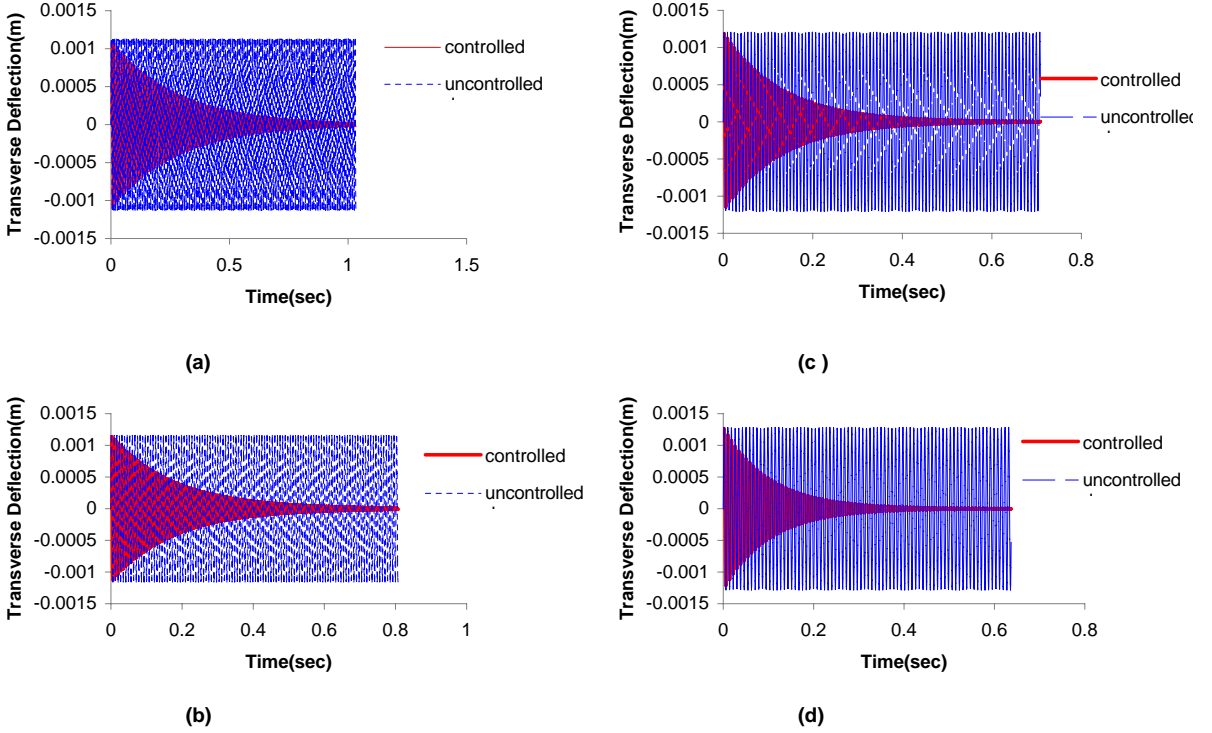 Transverse Deflection(m)
0.0015
0.001
0.0005
0
-0.0005
-0.001
-0.0015
0
0.5
1
1.5
Time(sec)
controlled
uncontrolled
(a)
Transverse Deflection(m)
0.0015
0.001
0.0005
0
-0.0005
-0.001
-0.0015
0
0.2
0.4
0.6
0.8
Time(sec)
controlled
uncontrolled
(c )
Transverse Deflection(m)
0.0015
0.001
0.0005
0
-0.0005
-0.001
-0.0015
0
0.2
0.4
0.6
0.8
1
Time(sec)
controlled
uncontrolled
(b)
Transverse Deflection(m)
0.0015
0.001
0.0005
0
-0.0005
-0.001
-0.0015
0
0.2
0.4
0.6
0.8
Time(sec)
controlled
uncontrolled
(d)